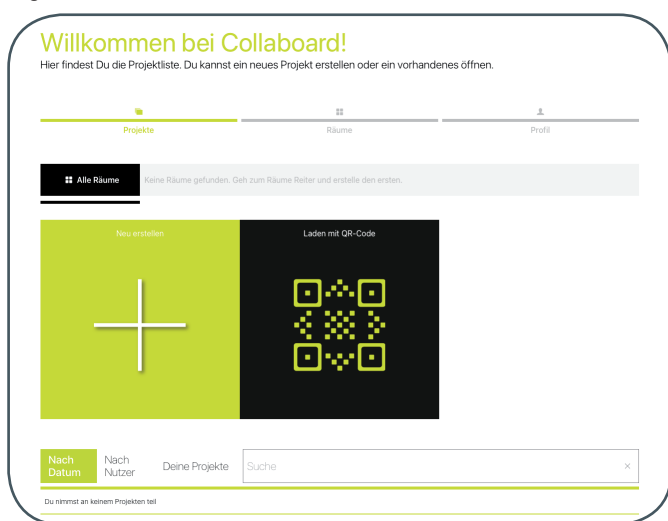 Willkommen bei Collaboard!
Hier findest Du die Projektliste. Du kannst ein neues Projekt erstellen oder ein vorhandenes öffnen.
Projekte
Räume
Profil
Alle Räume
Keine Räume gefunden. Geh zum Räume Reiter und erstelle den ersten.
Neu erstellen
Laden mit QR-Code
Nach
Datum
Nach
Nutzer
Deine Projekte
Suche
Du nimmst an keinem Projekten teil